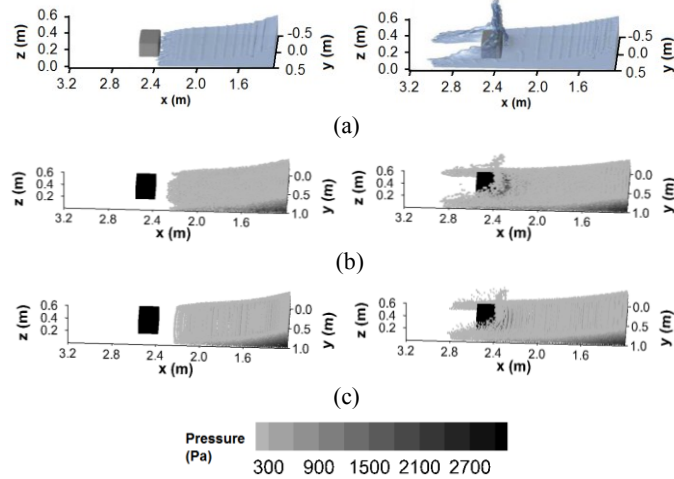 z (m) 0.6 0.4 0.2 0.0 3.2 2.8 2.4 2.0 1.6 x (m) -0.5 0.0 0.5 y (m)
z (m) 0.6 0.4 0.2 0.0 3.2 2.8 2.4 2.0 1.6 x (m) -0.5 0.0 0.5 y (m)
(a)
z (m) 0.6 0.4 0.2 3.2 2.8 2.4 2.0 1.6 x (m) 0.0 0.5 1.0 y (m)
z (m) 0.6 0.4 0.2 3.2 2.8 2.4 2.0 1.6 x (m) 0.0 0.5 1.0 y (m)
(b)
z (m) 0.6 0.4 0.2 3.2 2.8 2.4 2.0 1.6 x (m) 0.0 0.5 1.0 y (m)
z (m) 0.6 0.4 0.2 3.2 2.8 2.4 2.0 1.6 x (m) 0.0 0.5 1.0 y (m)
(c)
Pressure
(Pa)
300 900 1500 2100 2700